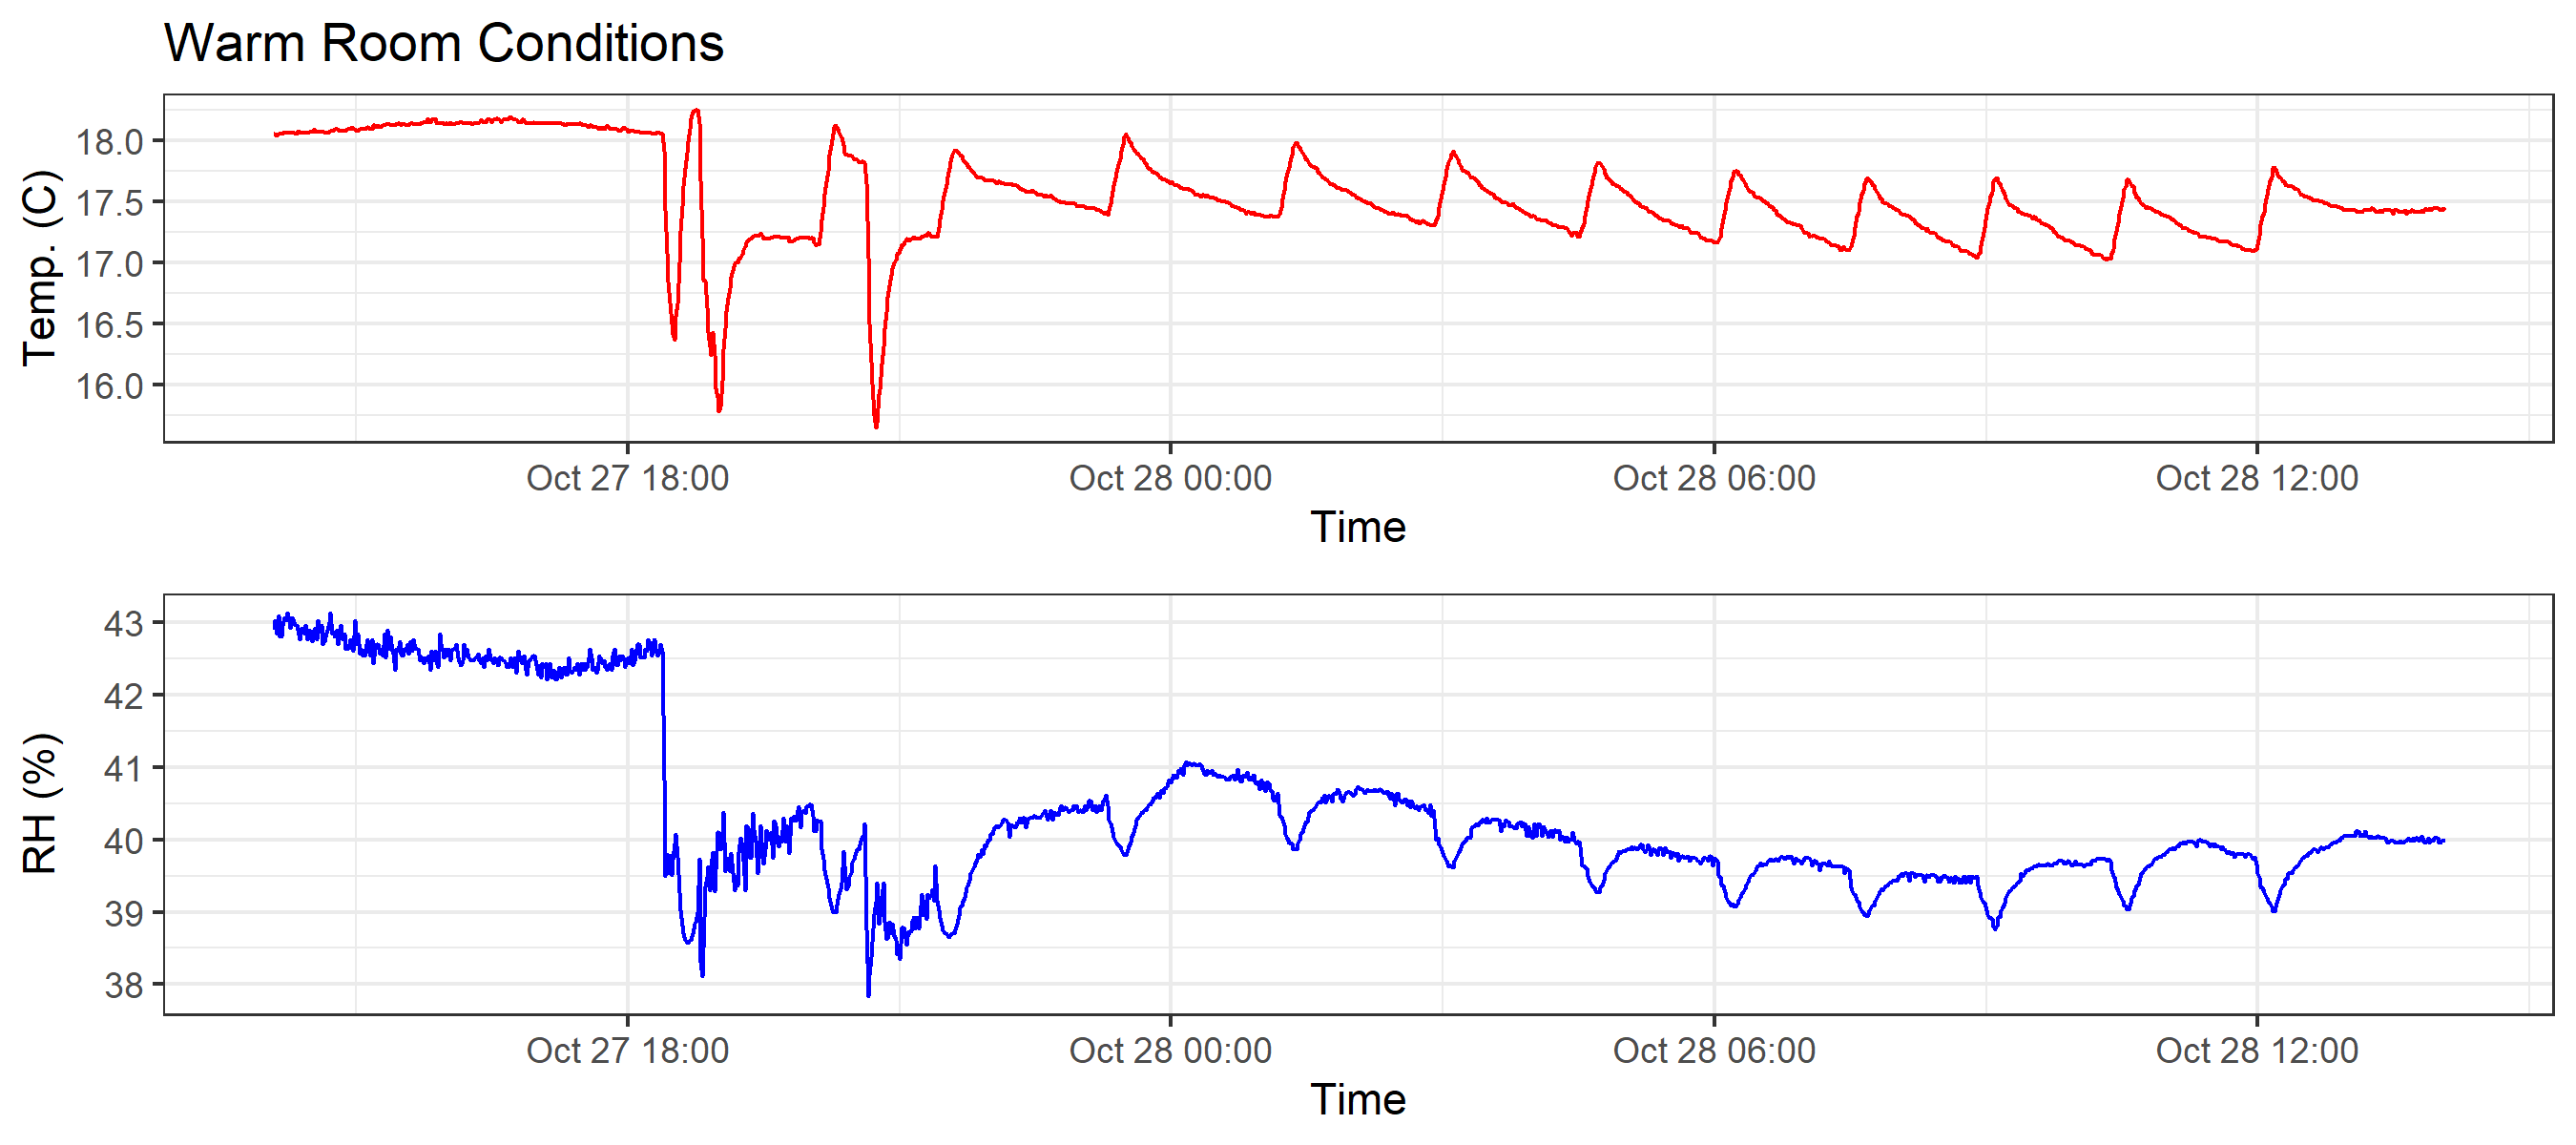 Warm Room Conditions
Temp. (C)
18.0
17.5
17.0
16.5
16.0
Oct 27 18:00 Oct 28 00:00 Oct 28 06:00 Oct 28 12:00
Time
RH (%)
43
42
41
40
39
38
Oct 27 18:00 Oct 28 00:00 Oct 28 06:00 Oct 28 12:00
Time